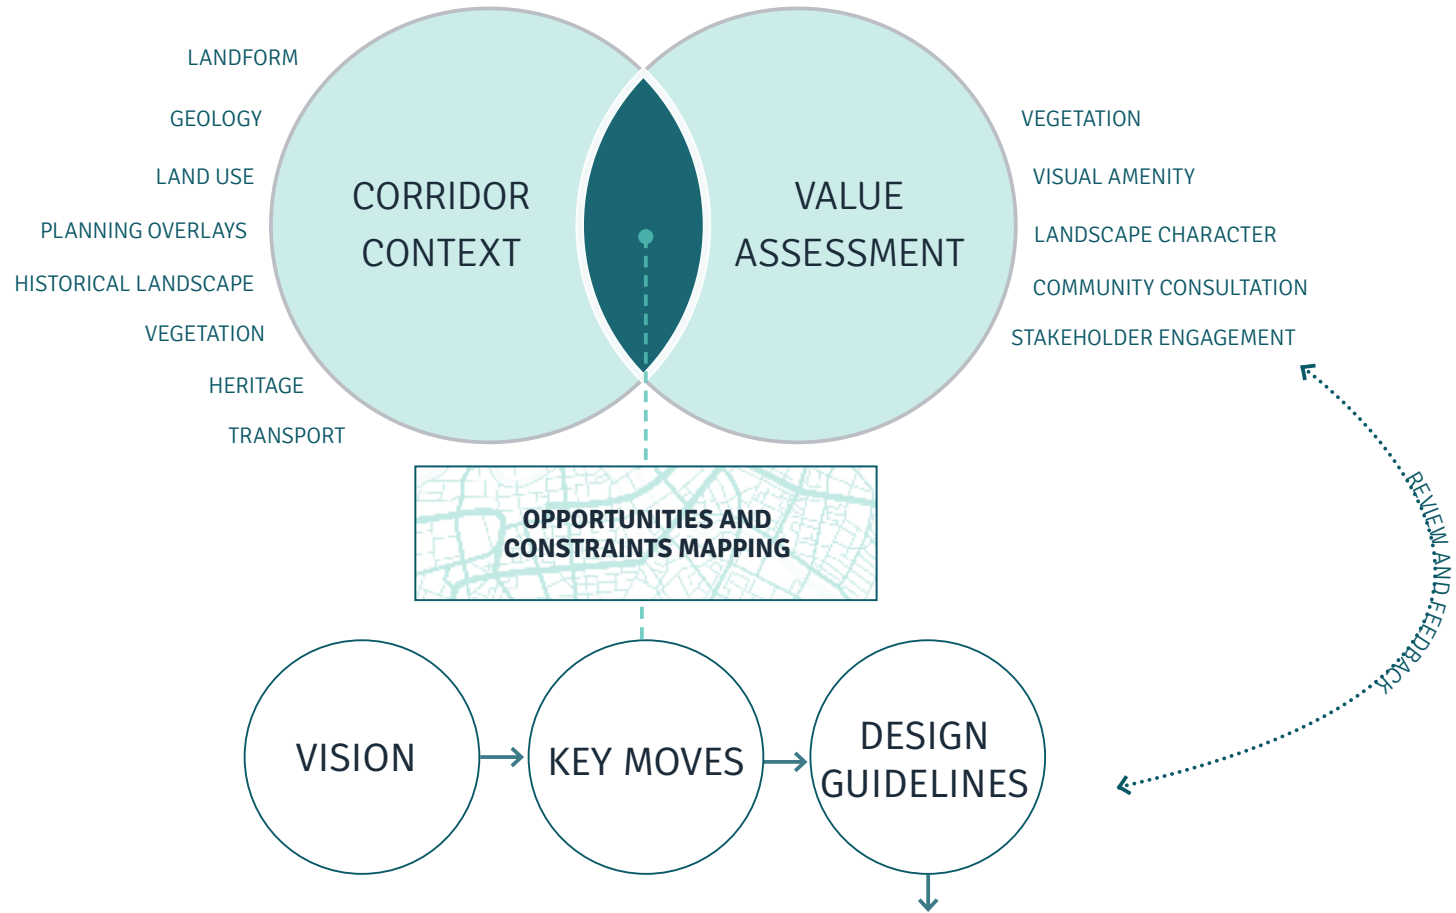 LANDFORM
GEOLOGY
LAND USE
PLANNING OVERLAYS
HISTORICAL LANDSCAPE
VEGETATION
HERITAGE
TRANSPORT
CORRIDOR
CONTEXT
VALUE
ASSESSMENT
VEGETATION
VISUAL AMENITY
LANDSCAPE CHARACTER
COMMUNITY CONSULTATION
STAKEHOLDER ENGAGEMENT
REVIEW AND FEEDBACK
OPPORTUNITIES AND
CONSTRAINTS MAPPING
VISION
KEY MOVES
DESIGN
GUIDELINES